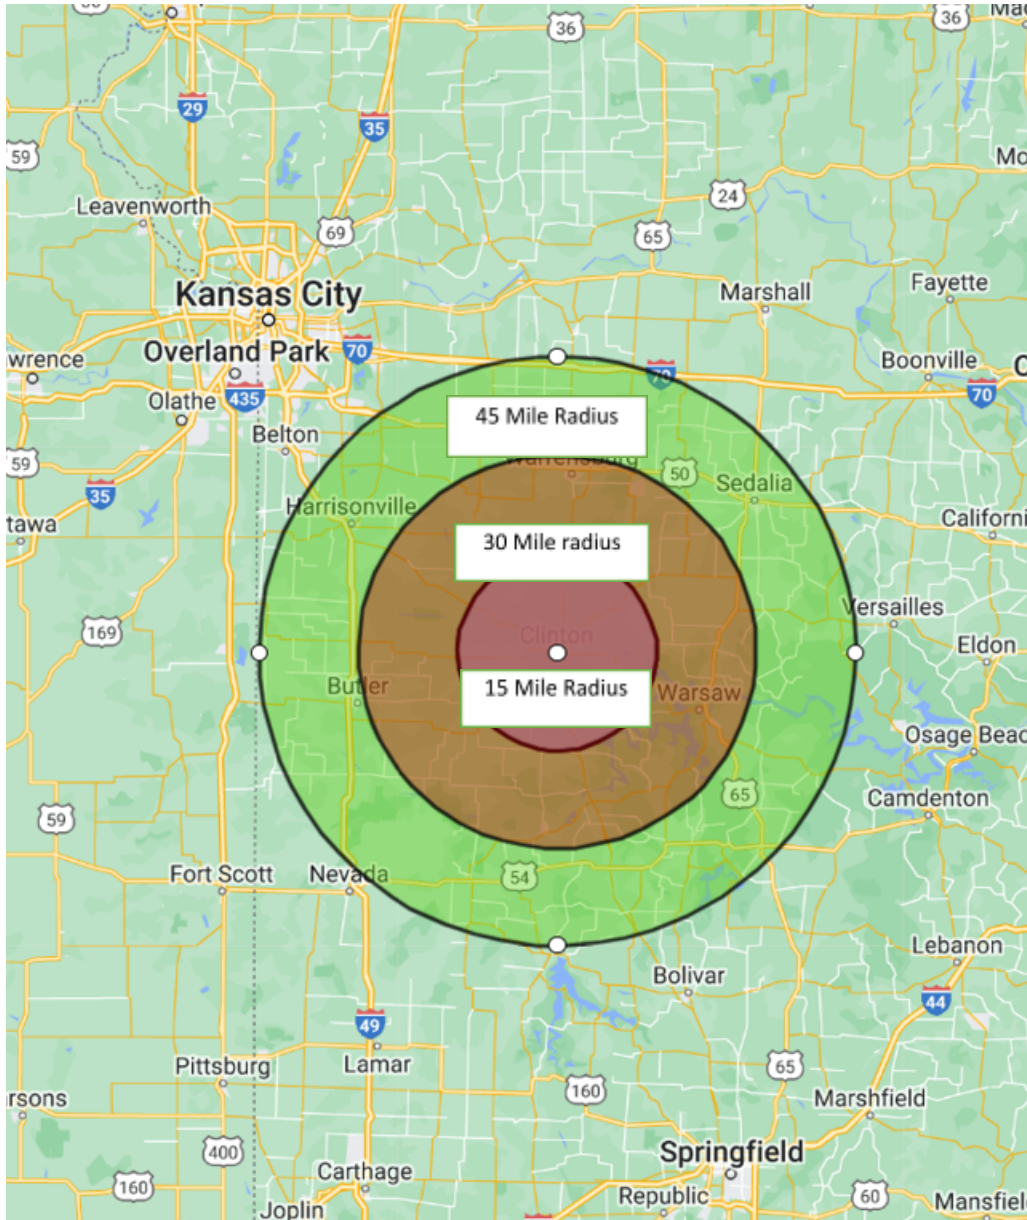 36
36
29
35
59
Leavenworth
24
69
65
Kansas City
Marshall
Fayette
Overland Park
70
wrence
Boonville
70
435
70
Olathe
45 Mile Radius
Belton
Warrensburg
59
50
Sedalia
35
Harrisonville
tawa
Californi
30 Mile radius
Versailles
169
Clinton
Eldon
Butler
15 Mile Radius
Warsaw
Osage Beac
65
Camdenton
59
Fort Scott
Nevada
54
Lebanon
Bolivar
44
49
Lamar
Pittsburg
65
160
rsons
Marshfield
400
Springfield
Carthage
160
Republic
60
Mansfiel
Joplin